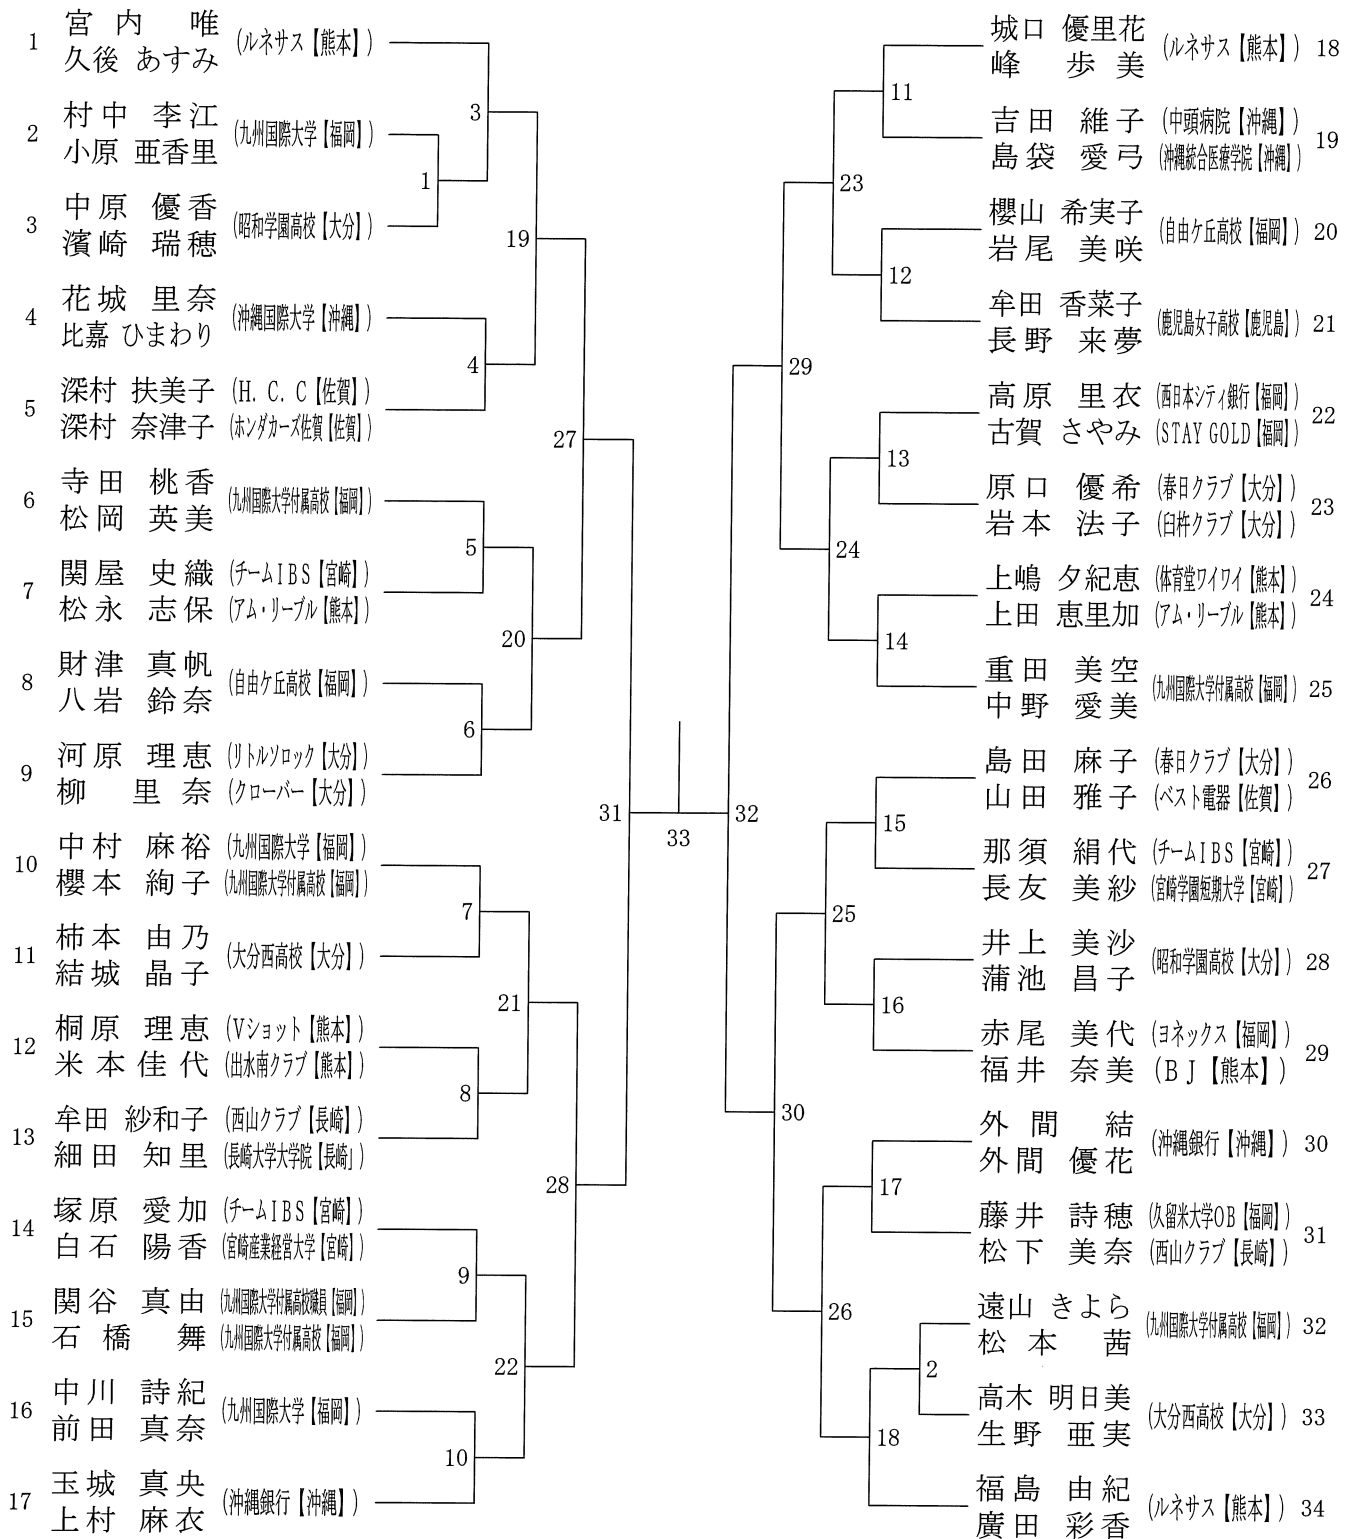 1 宮内 唯 (ルネサス【熊本】)
久後 あすみ
2 村中 李江 (九州国際大学【福岡】)
小原 亜香里
3 中原 優香 (昭和学園高校【大分】)
濱崎 瑞穂
4 花城 里奈 (沖縄国際大学【沖縄】)
比嘉 ひまわり
5 深村 扶美子 (H.C.C【佐賀】)
深村 奈津子 (ホンダカーズ佐賀【佐賀】)
6 寺田 桃香 (九州国際大学付属高校【福岡】)
松岡 英美
7 関屋 史織 (チームIBS【宮崎】)
松永 志保 (アム・リーブル【熊本】)
8 財津 真帆 (自由ケ丘高校【福岡】)
八岩 鈴奈
9 河原 理恵 (リトルソロック【大分】)
柳 里奈 (クローバー【大分】)
10 中村 麻裕 (九州国際大学【福岡】)
櫻本 絢子 (九州国際大学付属高校【福岡】)
11 柿本 由乃 (大分西高校【大分】)
結城 晶子
12 桐原 理恵 (Vショット【熊本】)
米本 佳代 (出水南クラブ【熊本】)
13 牟田 紗和子 (西山クラブ【長崎】)
細田 知里 (長崎大学大学院【長崎」)
14 塚原 愛加 (チームIBS【宮崎】)
白石 陽香 (宮崎産業経営大学【宮崎】)
15 関谷 真由 (九州国際大学付属高校職員【福岡】)
石橋 舞 (九州国際大学付属高校【福岡】)
16 中川 詩紀 (九州国際大学【福岡】)
前田 真奈
17 玉城 真央 (沖縄銀行【沖縄】)
上村 麻衣
3
1
19
4
27
5
20
6
31
7
21
8
28
9
22
10
33
32
11
23
12
29
13
24
14
15
25
16
30
17
26
2
18
城口 優里花 (ルネサス【熊本】) 18
峰 歩美
吉田 維子 (中頭病院【沖縄】) 19
島袋 愛弓 (沖縄統合医療学院【沖縄】)
櫻山 希実子 (自由ケ丘高校【福岡】) 20
岩尾 美咲
牟田 香菜子 (鹿児島女子高校【鹿児島】) 21
長野 来夢
高原 里衣 (西日本シティ銀行【福岡】) 22
古賀 さやみ (STAY GOLD【福岡】)
原口 優希 (春日クラブ【大分】) 23
岩本 法子 (臼杵クラブ【大分】)
上嶋 夕紀恵 (体育堂ワイワイ【熊本】) 24
上田 恵里加 (アム・リーブル【熊本】)
重田 美空 (九州国際大学付属高校【福岡】) 25
中野 愛美
島田 麻子 (春日クラブ【大分】) 26
山田 雅子 (ベスト電器【佐賀】)
那須 絹代 (チームIBS【宮崎】) 27
長友 美紗 (宮崎学園短期大学【宮崎】)
井上 美沙 (昭和学園高校【大分】) 28
蒲池 昌子
赤尾 美代 (ヨネックス【福岡】) 29
福井 奈美 (BJ【熊本】)
外間 結 (沖縄銀行【沖縄】) 30
外間 優花
藤井 詩穂 (久留米大学OB【福岡】) 31
松下 美奈 (西山クラブ【長崎】)
遠山 きよら (九州国際大学付属高校【福岡】) 32
松本 茜
高木 明日美 (大分西高校【大分】) 33
生野 亜実
福島 由紀 (ルネサス【熊本】) 34
廣田 彩香